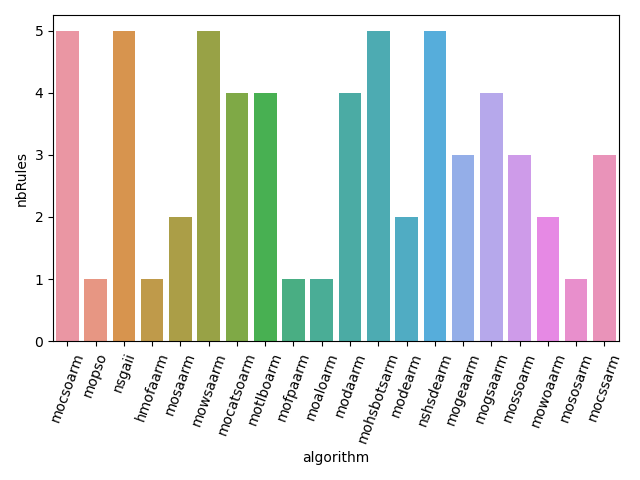 5
4
3
2
1
0
nbRules
mocsoarm
mopso
nsgaii
hmofaarm
mosaarm
mowsaarm
mocatsoarm
motlboarm
mofpaarm
moaloarm
modaarm
mohsbotsarm
modearm
nshsdearm
mogeaarm
mogsaarm
mossoarm
mowoaarm
mososarm
mocssarm
algorithm